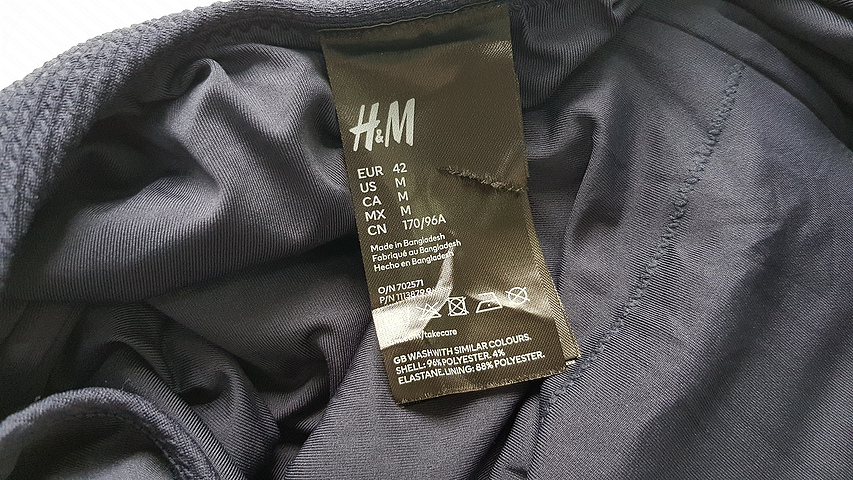 H&M
EUR 42
US M
CA M
MX M
CN 170/96A
Made in Bangladesh
Fabriqué au Bangladesh
Hecho en Bangladesh
O/N 702571
P/N
/takecare
GB WASH WITH SIMILAR COLOURS.
SHELL: 96% POLYESTER. 4%
ELASTANE.LINING: 88% POLYESTER.